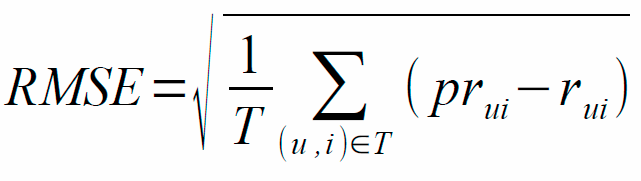 RMSE = √(1/T ∑_{(u,i)∈T} (pr_{ui} − r_{ui}))